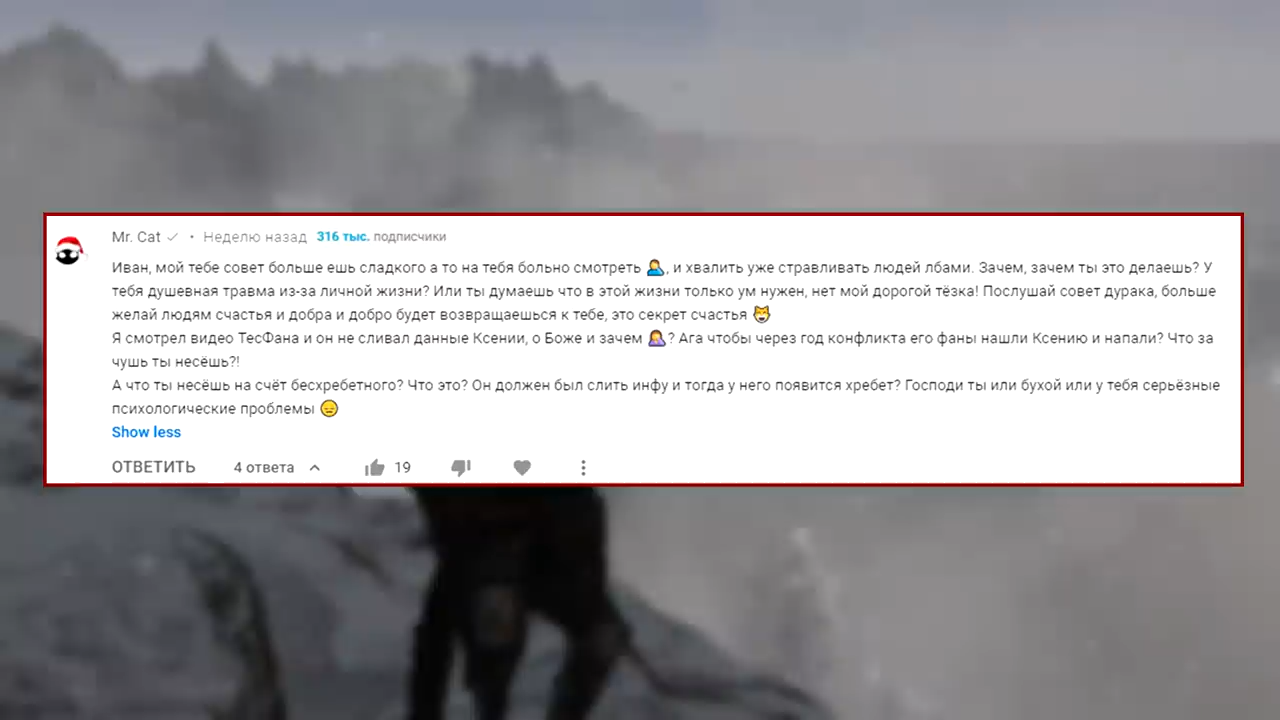 Mr. Cat ✓ • Неделю назад 316 тыс. подписчики
Иван, мой тебе совет больше ешь сладкого а то на тебя больно смотреть 🤦‍♂️, и хвалить уже стравливать людей лбами. Зачем, зачем ты это делаешь? У
тебя душевная травма из-за личной жизни? Или ты думаешь что в этой жизни только ум нужен, нет мой дорогой тёзка! Послушай совет дурака, больше
желай людям счастья и добра и добро будет возвращаешься к тебе, это секрет счастья 😸
Я смотрел видео ТесФана и он не сливал данные Ксении, о Боже и зачем 🤦‍♀️? Ага чтобы через год конфликта его фаны нашли Ксению и напали? Что за
чушь ты несёшь?!
А что ты несёшь на счёт бесхребетного? Что это? Он должен был слить инфу и тогда у него появится хребет? Господи ты или бухой или у тебя серьёзные
психологические проблемы 😞
Show less
ОТВЕТИТЬ 4 ответа 19